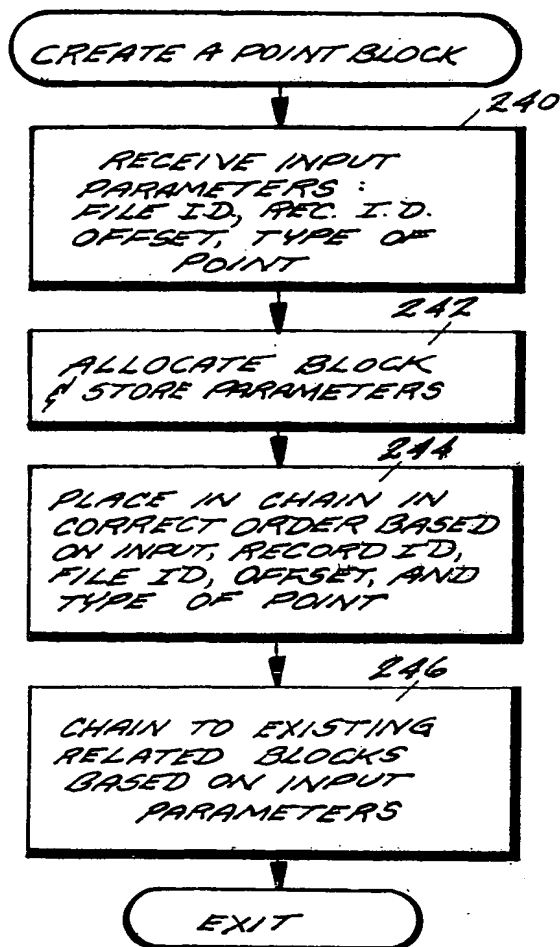 CREATE A POINT BLOCK
240
RECEIVE INPUT
PARAMETERS:
FILE ID, REC. I.D.
OFFSET, TYPE OF
POINT
242
ALLOCATE BLOCK
& STORE PARAMETERS
244
PLACE IN CHAIN IN
CORRECT ORDER BASED
ON INPUT, RECORD ID,
FILE ID, OFFSET, AND
TYPE OF POINT
246
CHAIN TO EXISTING
RELATED BLOCKS
BASED ON INPUT
PARAMETERS
EXIT